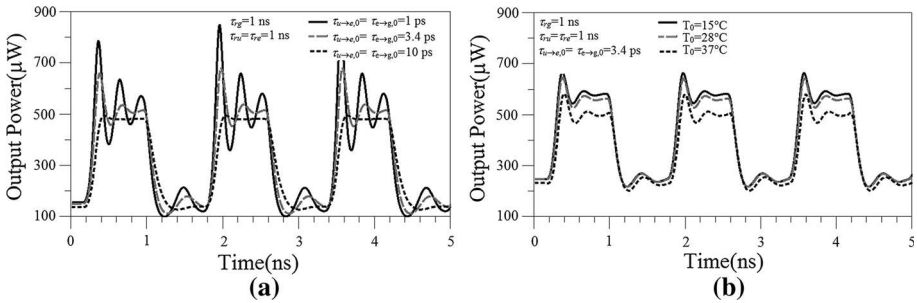 τrg=1 ns
τru=τre=1 ns
τu→e,0= τe→g,0=1 ps
τu→e,0= τe→g,0=3.4 ps
τu→e,0= τe→g,0=10 ps
Output Power(µW)
900
700
500
300
100
0 1 2 3 4 5
Time(ns)
(a)
τrg=1 ns
τru=τre=1 ns
τu→e,0= τe→g,0=3.4 ps
T0=15°C
T0=28°C
T0=37°C
Output Power(µW)
900
700
500
300
100
0 1 2 3 4 5
Time(ns)
(b)